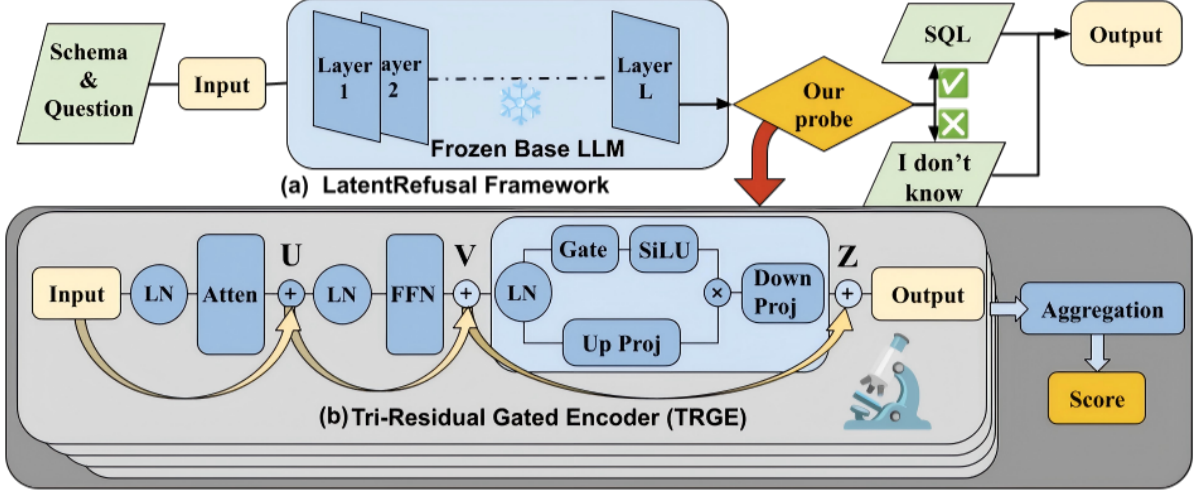 Schema
&
Question
Input
Layer
1
ayer
2
Layer
L
Frozen Base LLM
Our
probe
SQL
I don't
know
Output
(a) LatentRefusal Framework
Input
LN
Atten
U
+
LN
FFN
V
+
LN
Gate
SiLU
Up Proj
×
Down
Proj
Z
+
Output
(b) Tri-Residual Gated Encoder (TRGE)
Aggregation
Score